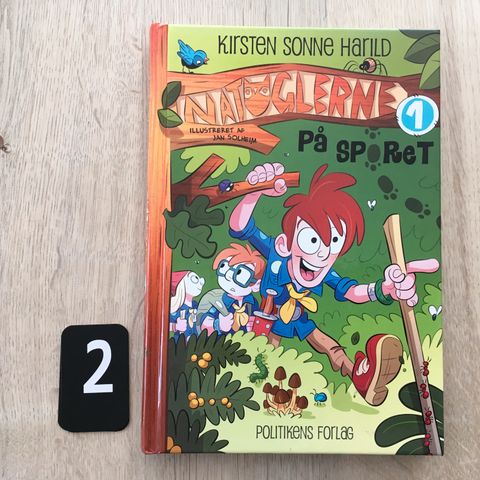 KIRSTEN SONNE HARILD
NATUGLERNE
1
ILLUSTRERET AF
JAN SOLHEIM
PÅ SPORET
2
POLITIKENS FORLAG